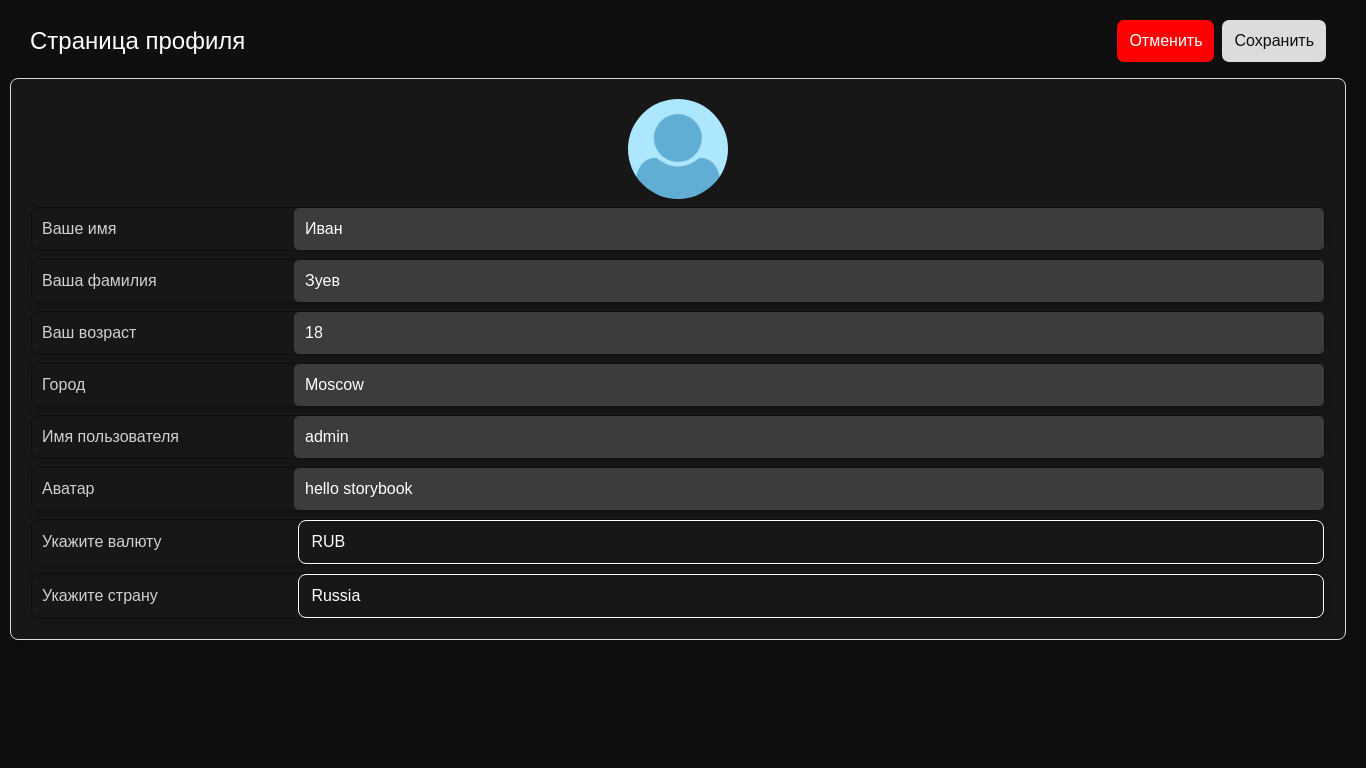 Страница профиля
Отменить Сохранить
Ваше имя Иван
Ваша фамилия Зуев
Ваш возраст 18
Город Moscow
Имя пользователя admin
Аватар hello storybook
Укажите валюту RUB
Укажите страну Russia